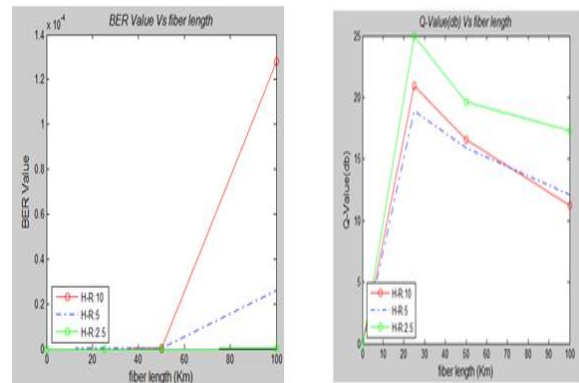 BER Value Vs fiber length
x 10⁻⁴
1.4
1.2
1
0.8
0.6
0.4
0.2
0
BER Value
H-R:10
H-R:5
H-R:2.5
0 20 40 60 80 100
fiber length (Km)
Q-Value(db) Vs fiber length
25
20
15
10
5
0
Q-Value(db)
H-R:10
H-R:5
H-R:2.5
0 10 20 30 40 50 60 70 80 90 100
fiber length (Km)